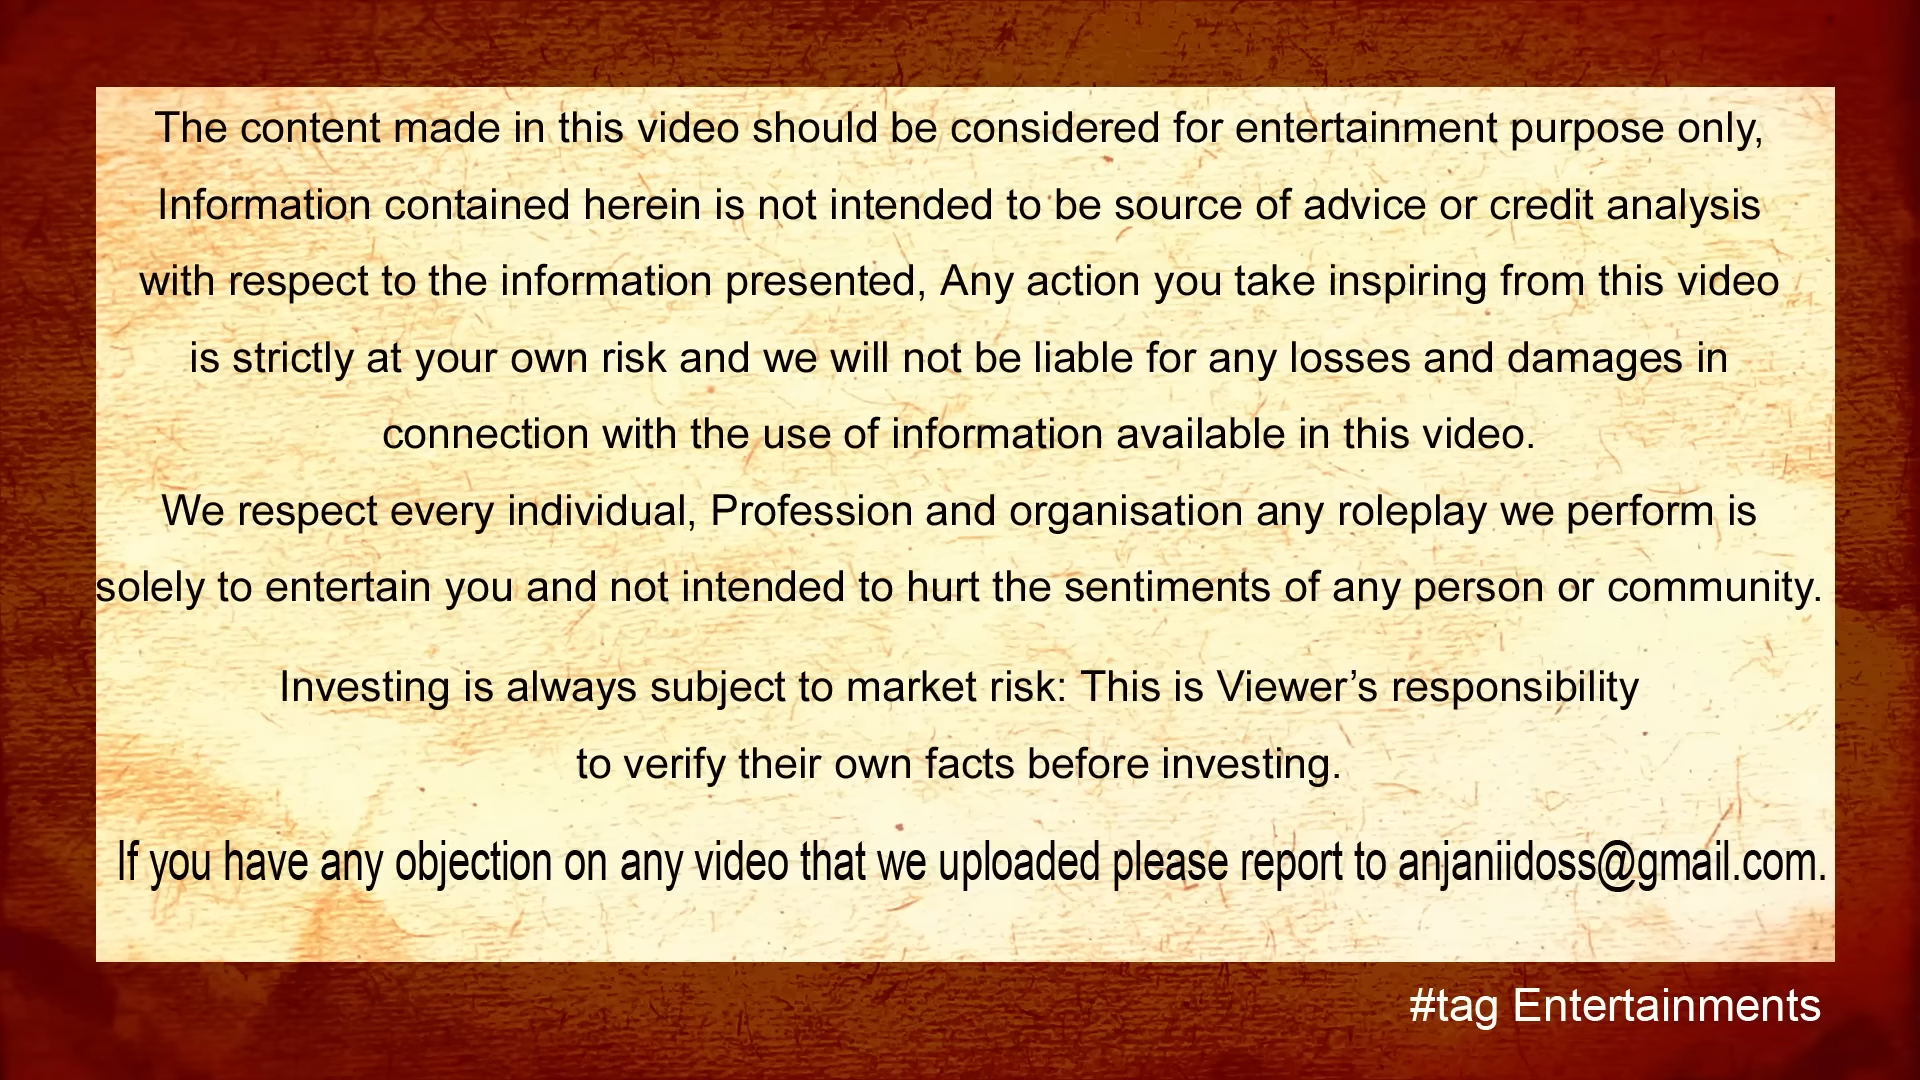 The content made in this video should be considered for entertainment purpose only,
Information contained herein is not intended to be source of advice or credit analysis
with respect to the information presented, Any action you take inspiring from this video
is strictly at your own risk and we will not be liable for any losses and damages in
connection with the use of information available in this video.
We respect every individual, Profession and organisation any roleplay we perform is
solely to entertain you and not intended to hurt the sentiments of any person or community.
Investing is always subject to market risk: This is Viewer’s responsibility
to verify their own facts before investing.
If you have any objection on any video that we uploaded please report to anjaniidoss@gmail.com.
#tag Entertainments